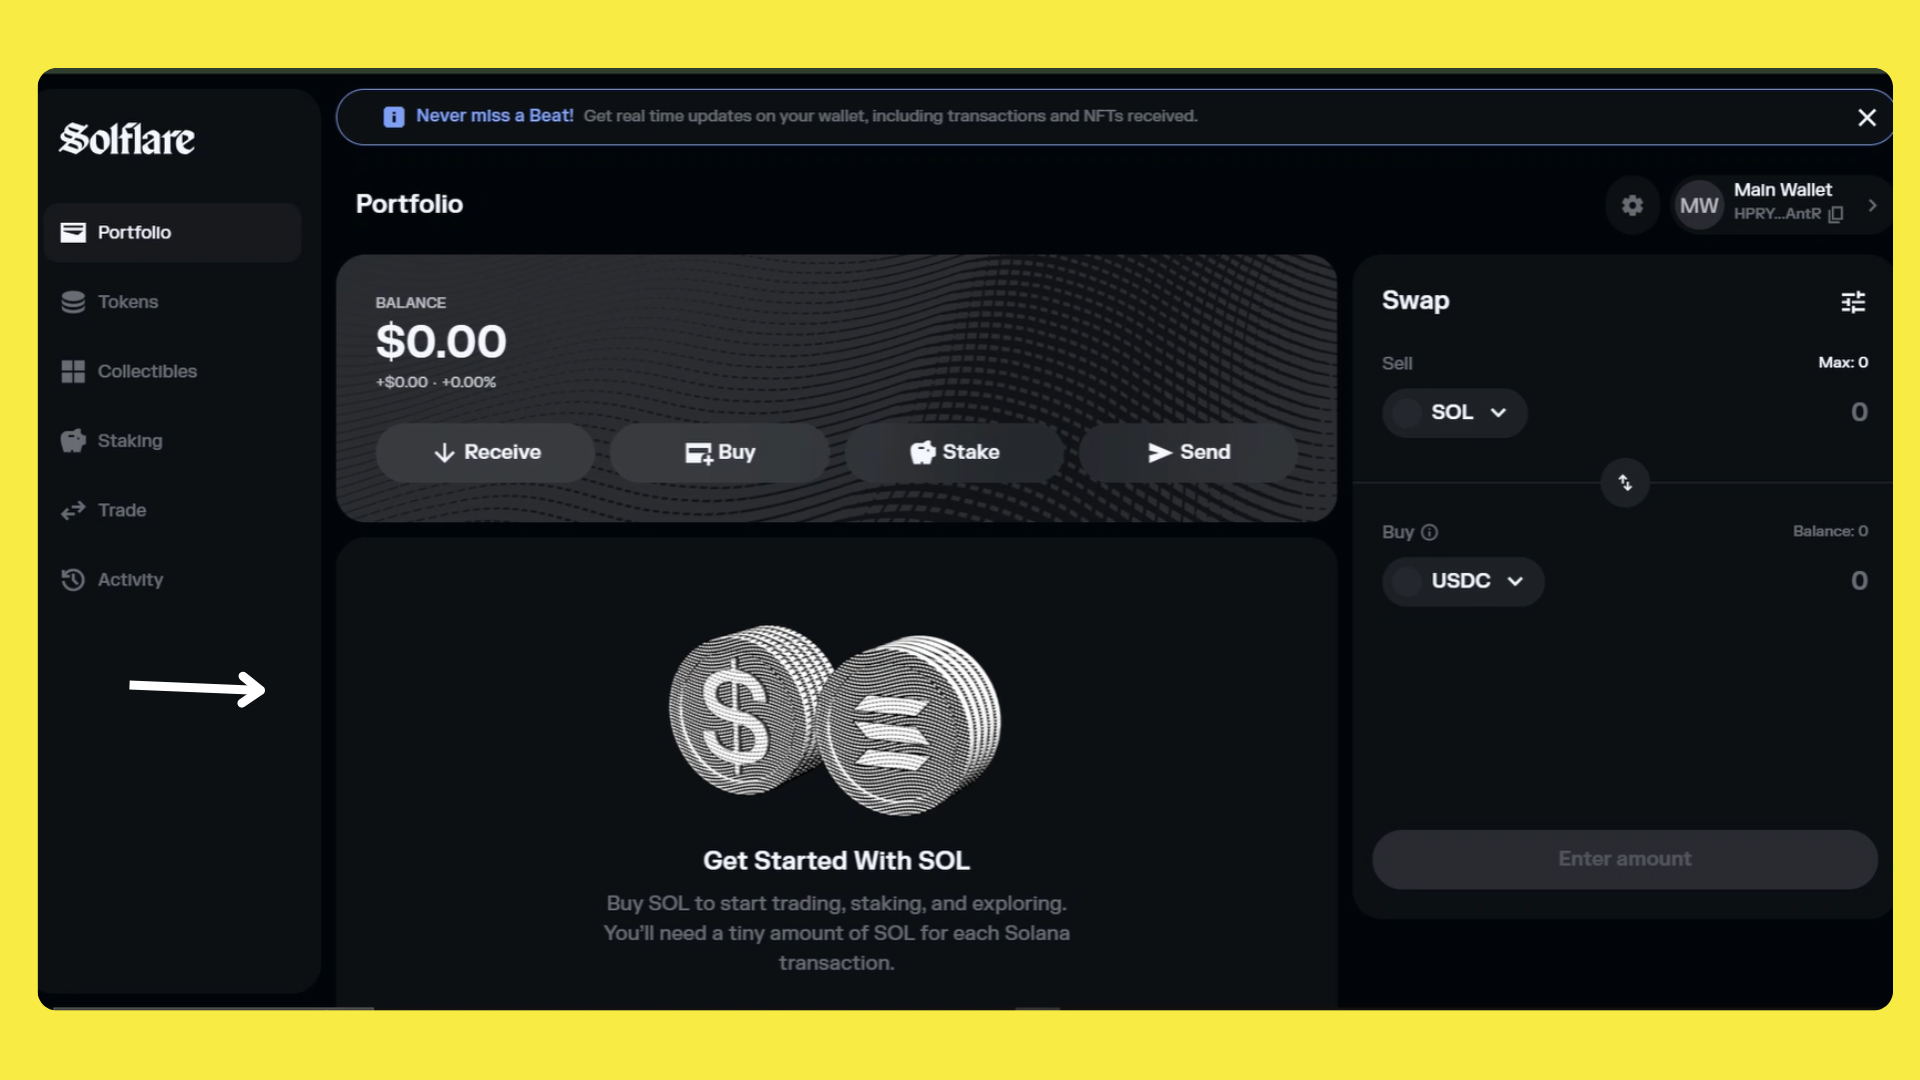 Solflare
Portfolio
Tokens
Collectibles
Staking
Trade
Activity
Never miss a Beat! Get real time updates on your wallet, including transactions and NFTs received.
Portfolio
MW
Main Wallet
HPRY...AntR
BALANCE
$0.00
+$0.00 · +0.00%
Receive
Buy
Stake
Send
Get Started With SOL
Buy SOL to start trading, staking, and exploring.
You'll need a tiny amount of SOL for each Solana
transaction.
Swap
Sell
Max: 0
SOL
0
Buy
Balance: 0
USDC
0
Enter amount